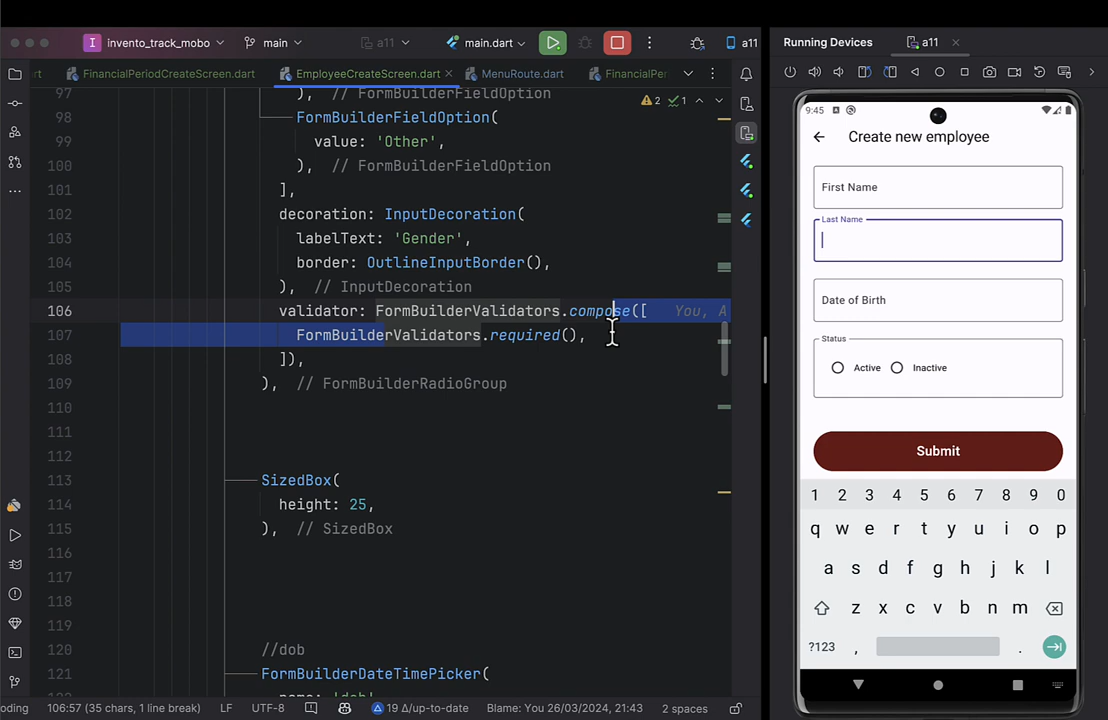 invento_track_mobo
main
a11
main.dart
a11
Running Devices
a11
rt
FinancialPeriodCreateScreen.dart
EmployeeCreateScreen.dart
MenuRoute.dart
FinancialPer
2
1
97
), // FormBuilderFieldOption
98
FormBuilderFieldOption(
99
value: 'Other',
100
), // FormBuilderFieldOption
101
],
102
decoration: InputDecoration(
103
labelText: 'Gender',
104
border: OutlineInputBorder(),
105
), // InputDecoration
106
validator: FormBuilderValidators.compose([ You, A
107
FormBuilderValidators.required(),
108
]),
109
), // FormBuilderRadioGroup
110
111
112
113
SizedBox(
114
height: 25,
115
), // SizedBox
116
117
118
119
120
//dob
121
FormBuilderDateTimePicker(
name: 'dob'
oding
106:57 (35 chars, 1 line break)
LF
UTF-8
19 Δ/up-to-date
Blame: You 26/03/2024, 21:43
2 spaces
9:45
Create new employee
First Name
Last Name
Date of Birth
Status
Active
Inactive
Submit
1 2 3 4 5 6 7 8 9 0
q w e r t y u i o p
a s d f g h j k l
z x c v b n m
?123 , .